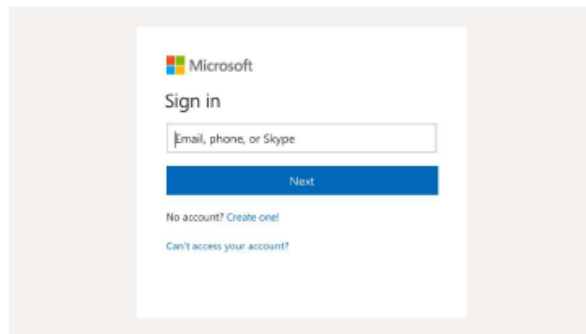 Microsoft
Sign in
Email, phone, or Skype
Next
No account? Create one!
Can't access your account?